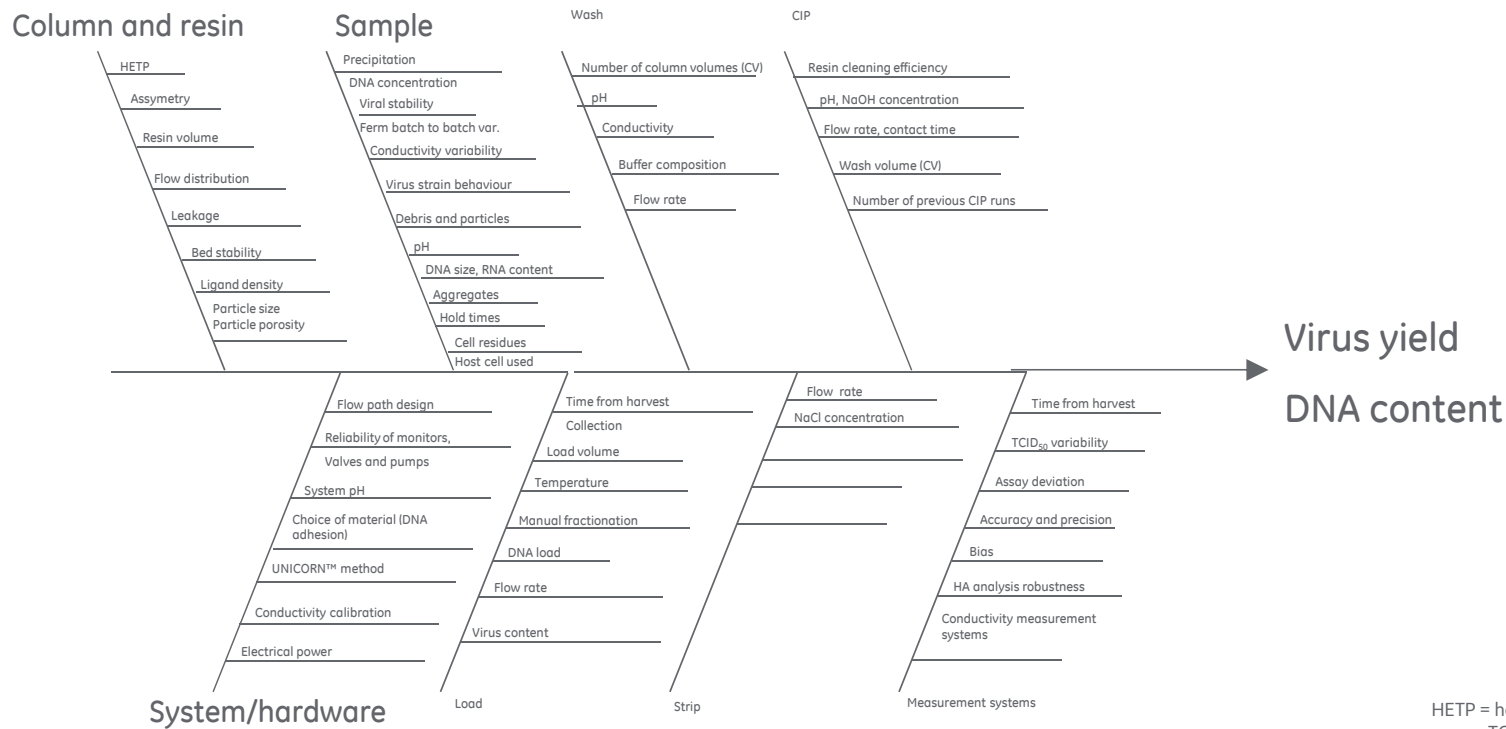 Column and resin
HETP
Assymetry
Resin volume
Flow distribution
Leakage
Bed stability
Ligand density
Particle size
Particle porosity
Sample
Precipitation
DNA concentration
Viral stability
Ferm batch to batch var.
Conductivity variability
Virus strain behaviour
Debris and particles
pH
DNA size, RNA content
Aggregates
Hold times
Cell residues
Host cell used
Wash
Number of column volumes (CV)
pH
Conductivity
Buffer composition
Flow rate
CIP
Resin cleaning efficiency
pH, NaOH concentration
Flow rate, contact time
Wash volume (CV)
Number of previous CIP runs
Virus yield
DNA content
Flow path design
Reliability of monitors,
Valves and pumps
System pH
Choice of material (DNA
adhesion)
UNICORN™ method
Conductivity calibration
Electrical power
System/hardware
Time from harvest
Collection
Load volume
Temperature
Manual fractionation
DNA load
Flow rate
Virus content
Load
Flow rate
NaCl concentration
Strip
Time from harvest
TCID₅₀ variability
Assay deviation
Accuracy and precision
Bias
HA analysis robustness
Conductivity measurement
systems
Measurement systems
HETP =